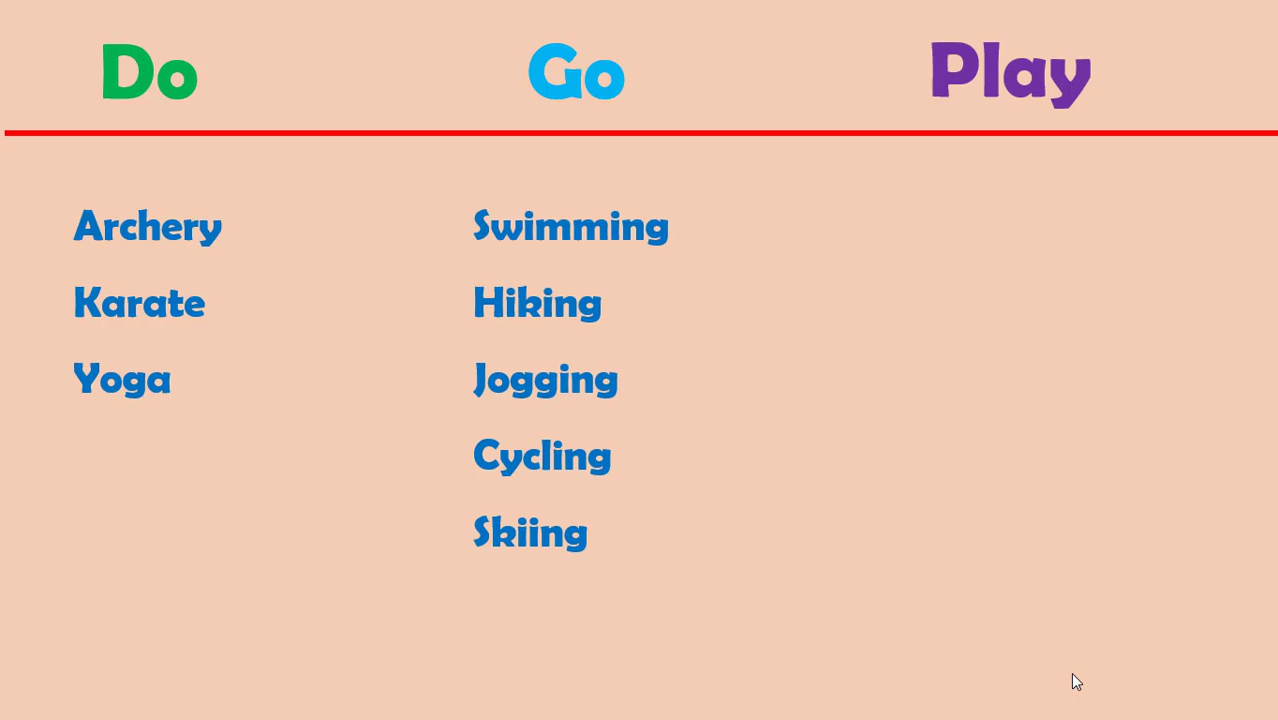 Do Go Play
Archery Swimming
Karate Hiking
Yoga Jogging
Cycling
Skiing